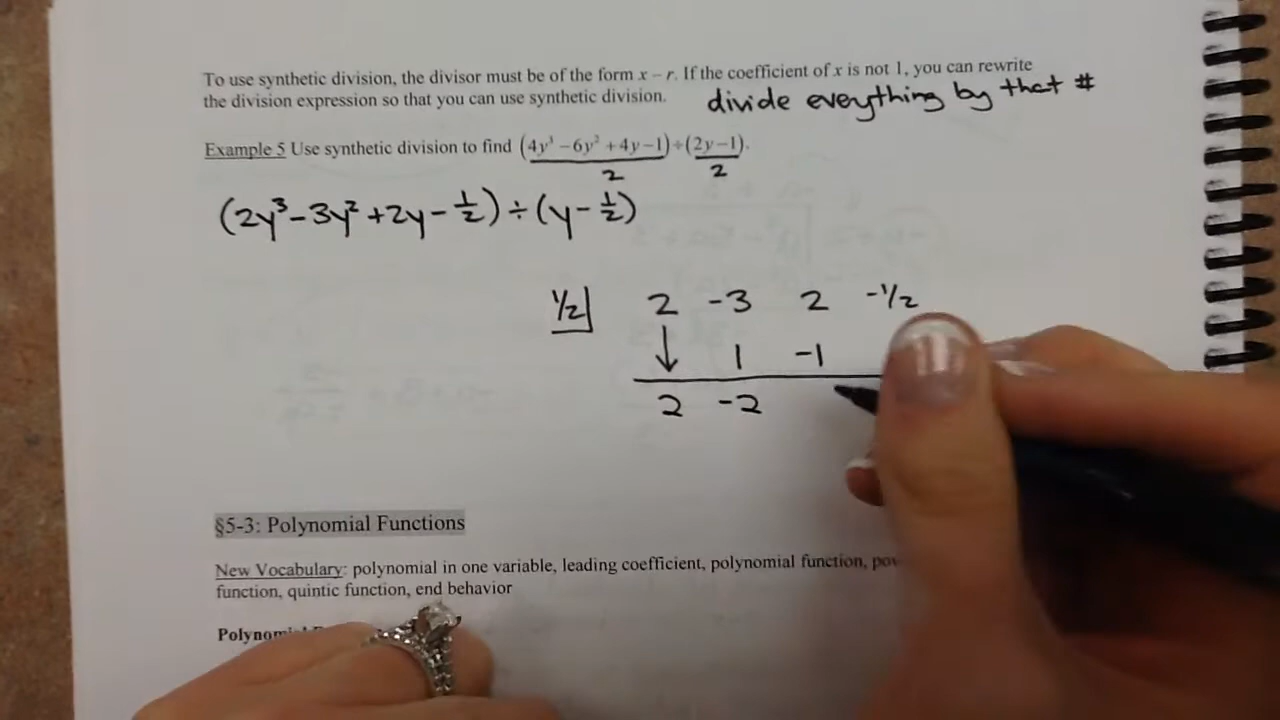 To use synthetic division, the divisor must be of the form x – r. If the coefficient of x is not 1, you can rewrite
the division expression so that you can use synthetic division. divide everything by that #
Example 5 Use synthetic division to find (4y³ – 6y² + 4y – 1) ÷ (2y – 1).
2 2
(2y³ - 3y² + 2y - 1/2) ÷ (y - 1/2)
1/2 2 -3 2 -1/2
↓ 1 -1
2 -2
§5-3: Polynomial Functions
New Vocabulary: polynomial in one variable, leading coefficient, polynomial function,
function, quintic function, end behavior